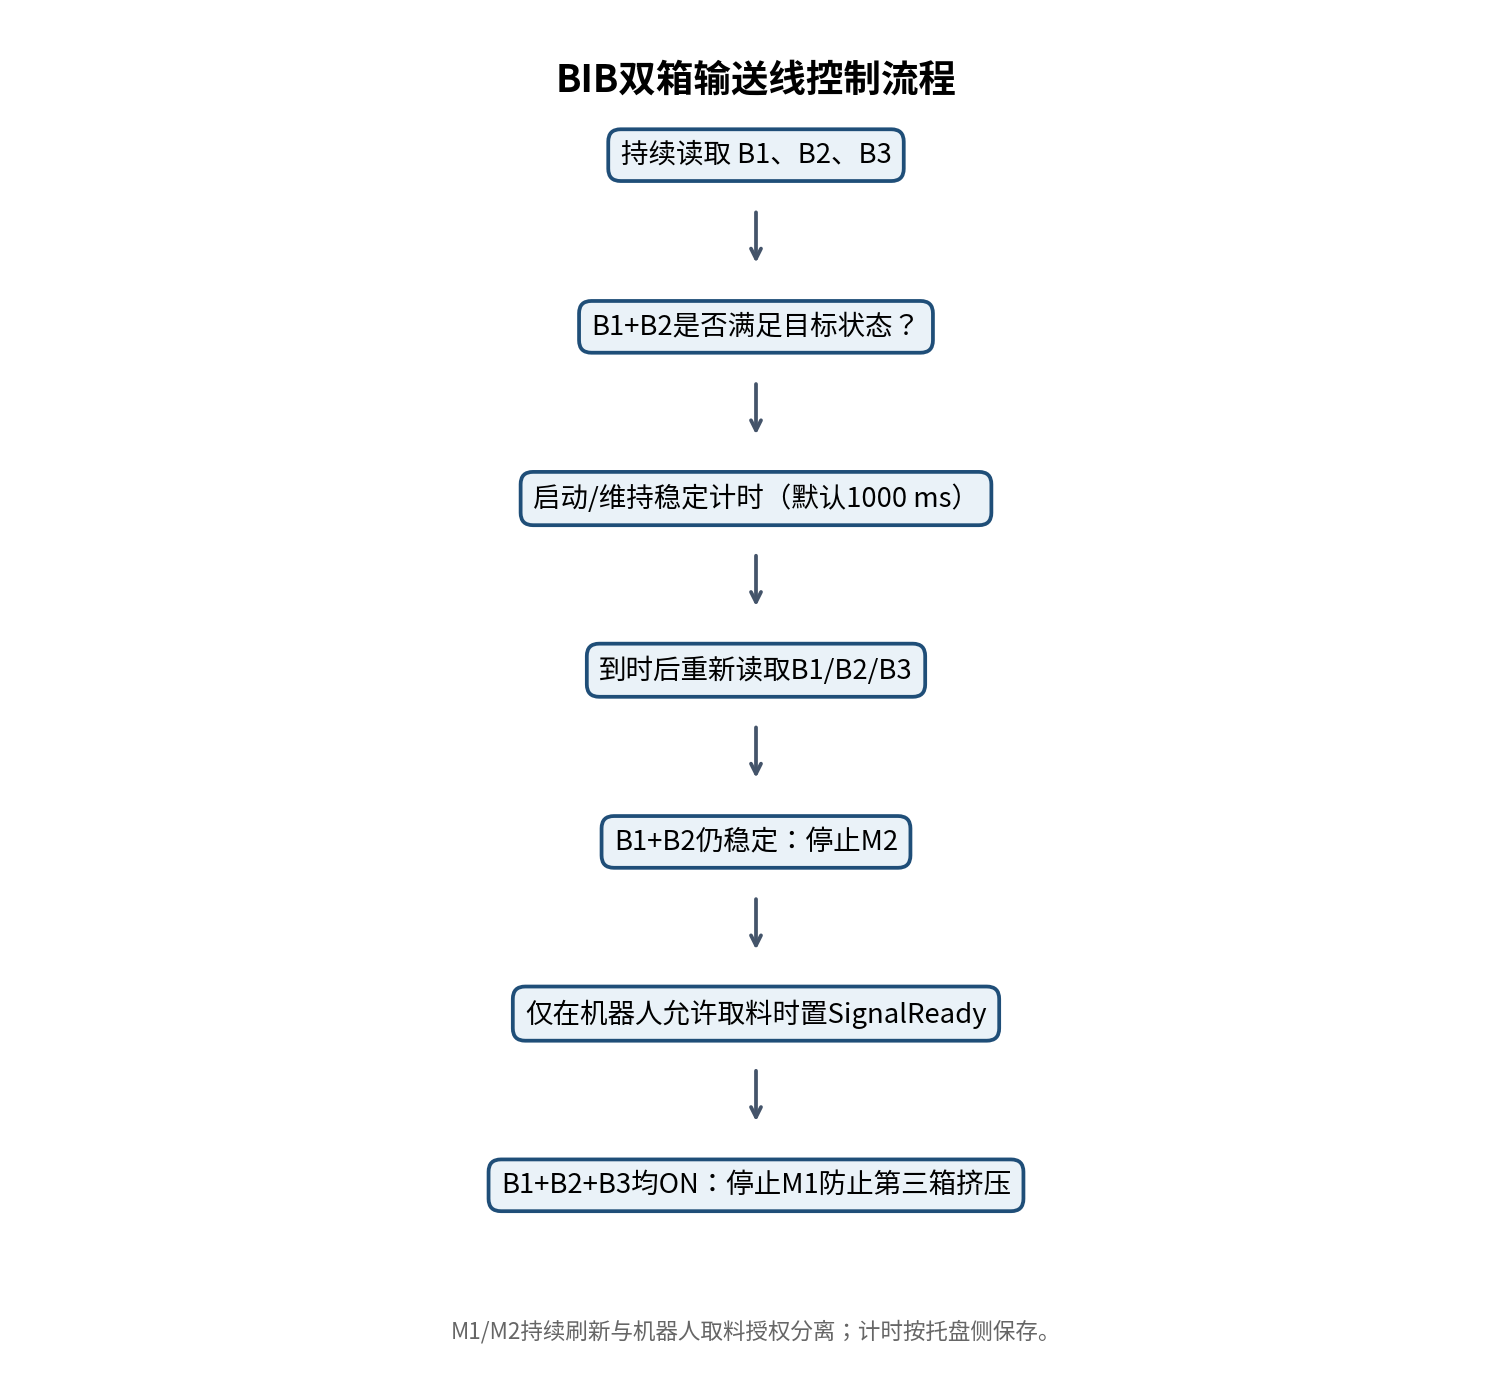 BIB双箱输送线控制流程
持续读取 B1、B2、B3
B1+B2是否满足目标状态？
启动/维持稳定计时（默认1000 ms）
到时后重新读取B1/B2/B3
B1+B2仍稳定：停止M2
仅在机器人允许取料时置SignalReady
B1+B2+B3均ON：停止M1防止第三箱挤压
M1/M2持续刷新与机器人取料授权分离；计时按托盘侧保存。